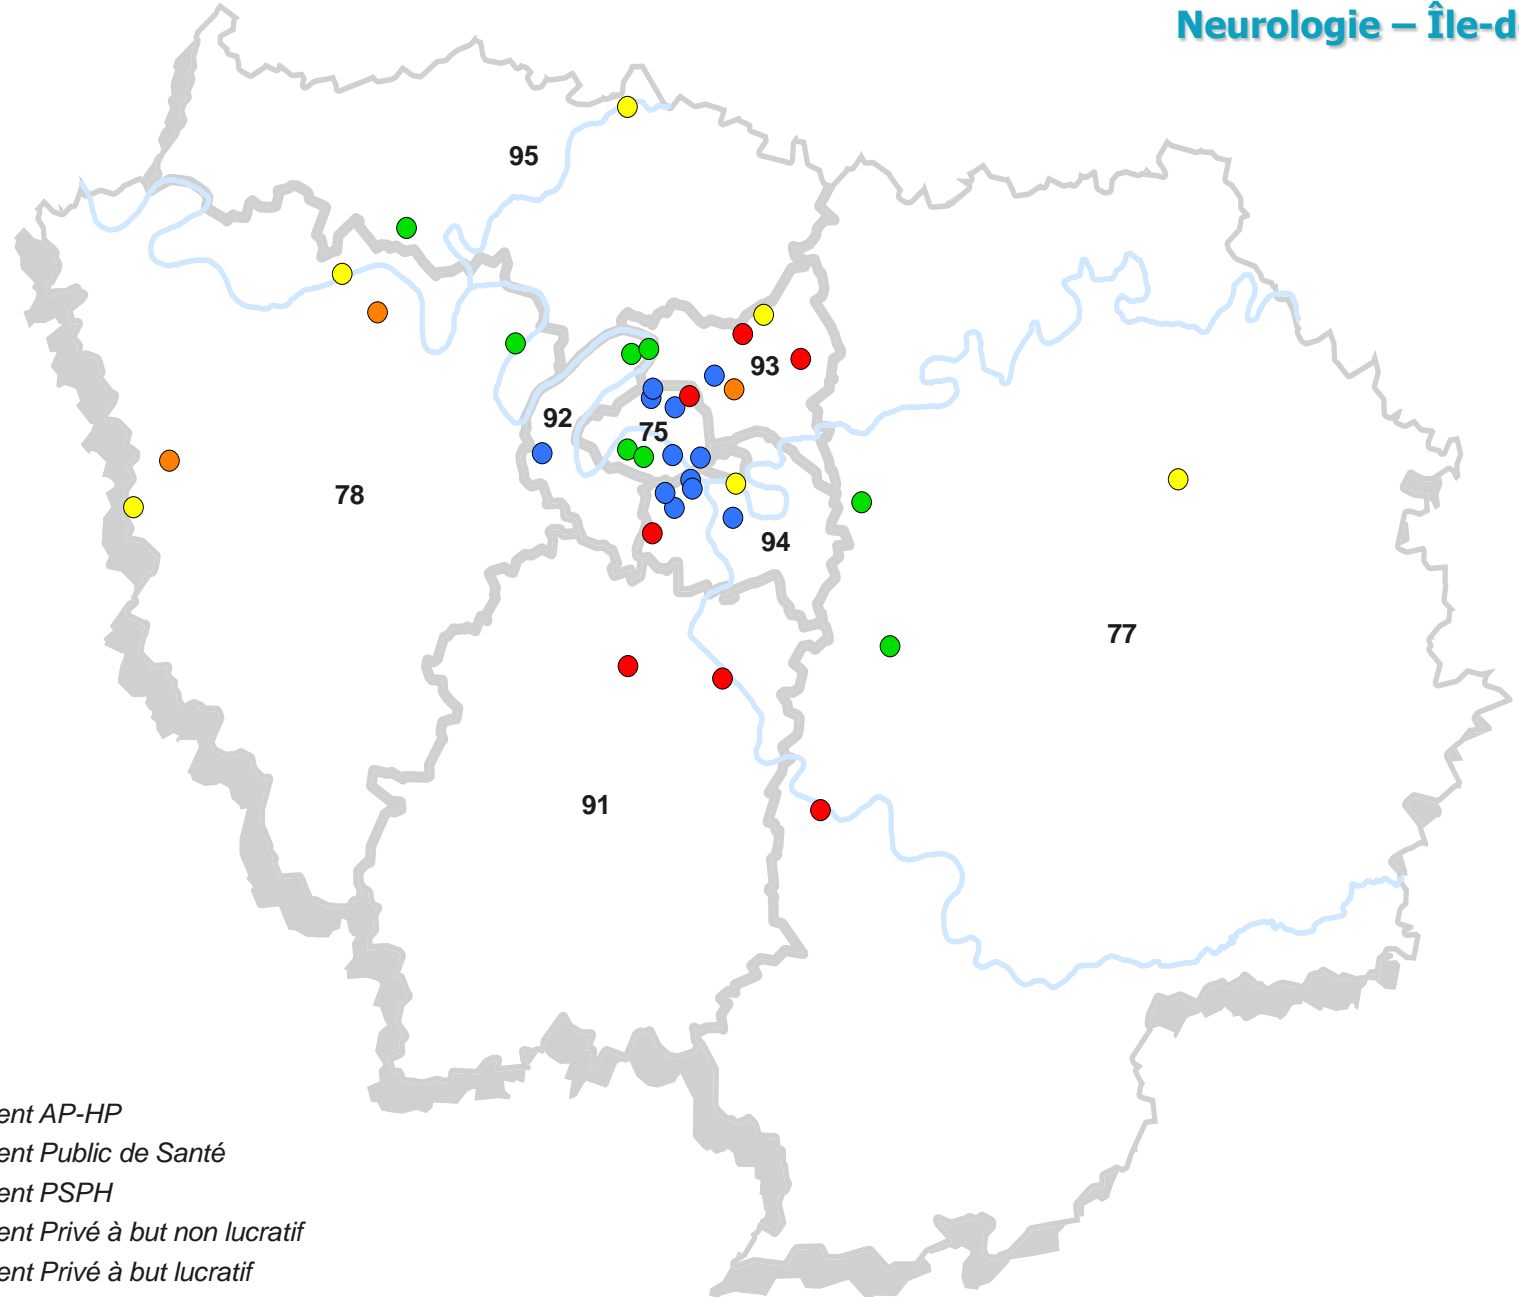 Neurologie – Île-d
95
93
92
75
78
94
77
91
ent AP-HP
ent Public de Santé
ent PSPH
ent Privé à but non lucratif
ent Privé à but lucratif